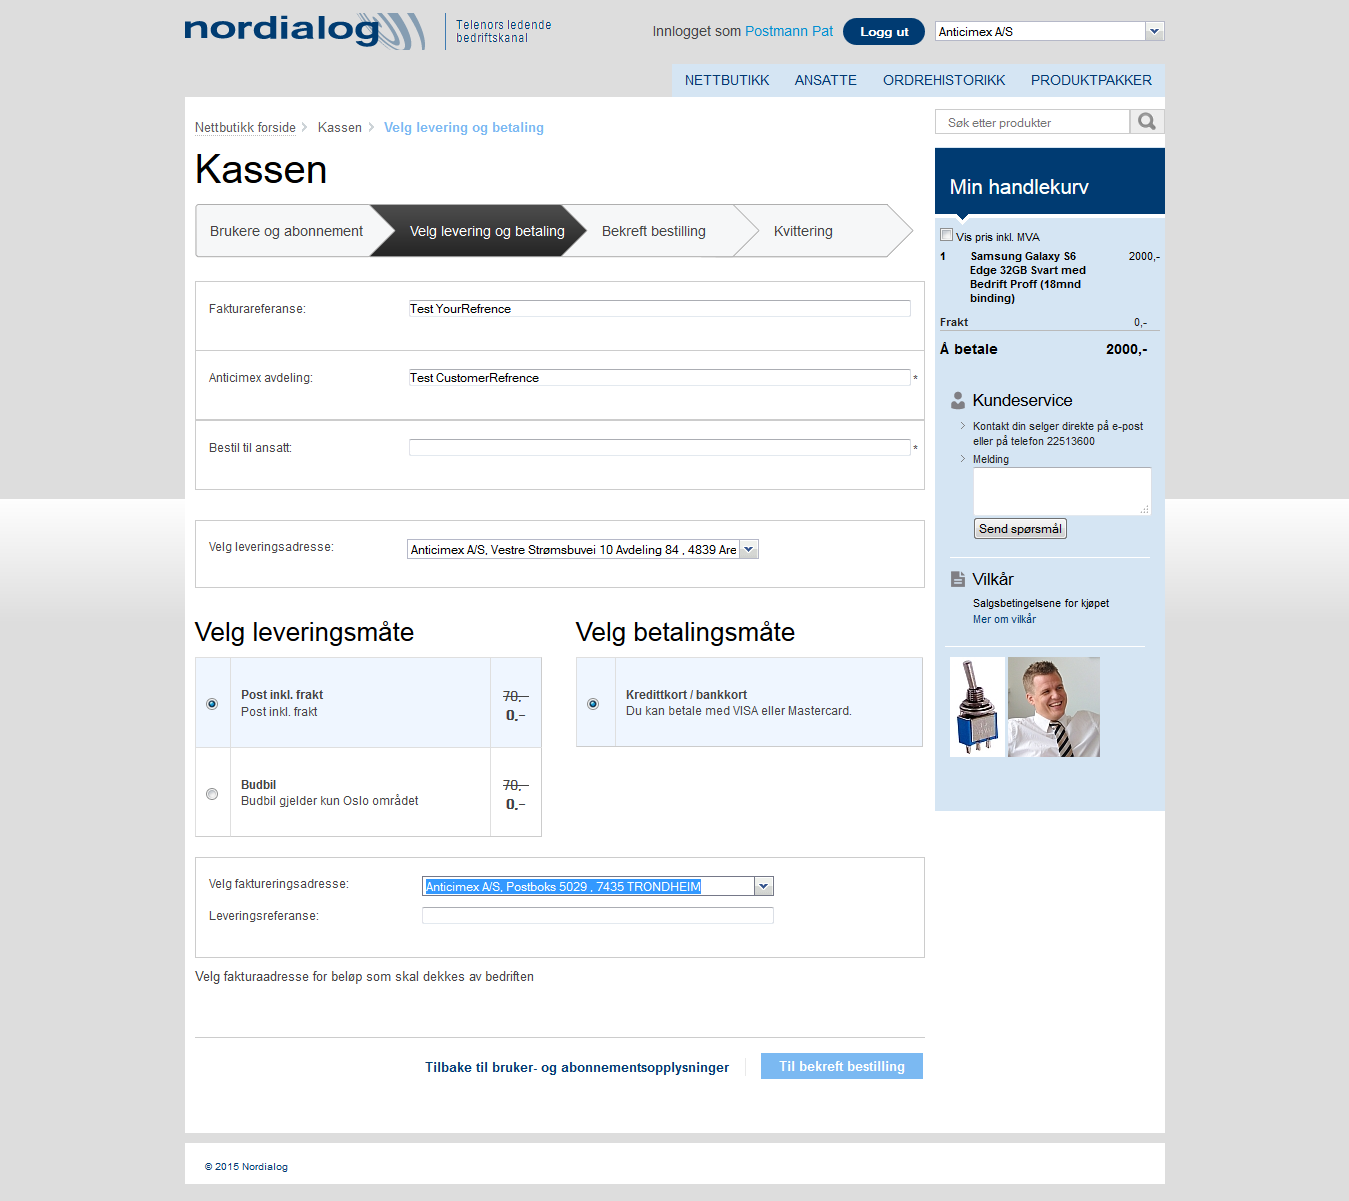 nordialog
Telenors ledende
bedriftskanal
Innlogget som Postmann Pat
Logg ut
Anticimex A/S
NETTBUTIKK ANSATTE ORDREHISTORIKK PRODUKTPAKKER
Nettbutikk forside Kassen Velg levering og betaling
Søk etter produkter
Kassen
Brukere og abonnement
Velg levering og betaling
Bekreft bestilling
Kvittering
Fakturareferanse: Test YourRefrence
Anticimex avdeling: Test CustomerRefrence *
Bestil til ansatt: *
Velg leveringsadresse: Anticimex A/S, Vestre Strømsbuvei 10 Avdeling 84 , 4839 Are
Velg leveringsmåte
Post inkl. frakt
Post inkl. frakt
70.-
0.-
Budbil
Budbil gjelder kun Oslo området
70.-
0.-
Velg betalingsmåte
Kredittkort / bankkort
Du kan betale med VISA eller Mastercard.
Velg faktureringsadresse: Anticimex A/S, Postboks 5029 , 7435 TRONDHEIM
Leveringsreferanse:
Velg fakturaadresse for beløp som skal dekkes av bedriften
Tilbake til bruker- og abonnementsopplysninger
Til bekreft bestilling
Min handlekurv
Vis pris inkl. MVA
1 Samsung Galaxy S6 2000,-
Edge 32GB Svart med
Bedrift Proff (18mnd
binding)
Frakt 0,-
Å betale 2000,-
Kundeservice
Kontakt din selger direkte på e-post
eller på telefon 22513600
Melding
Send spørsmål
Vilkår
Salgsbetingelsene for kjøpet
Mer om vilkår
© 2015 Nordialog